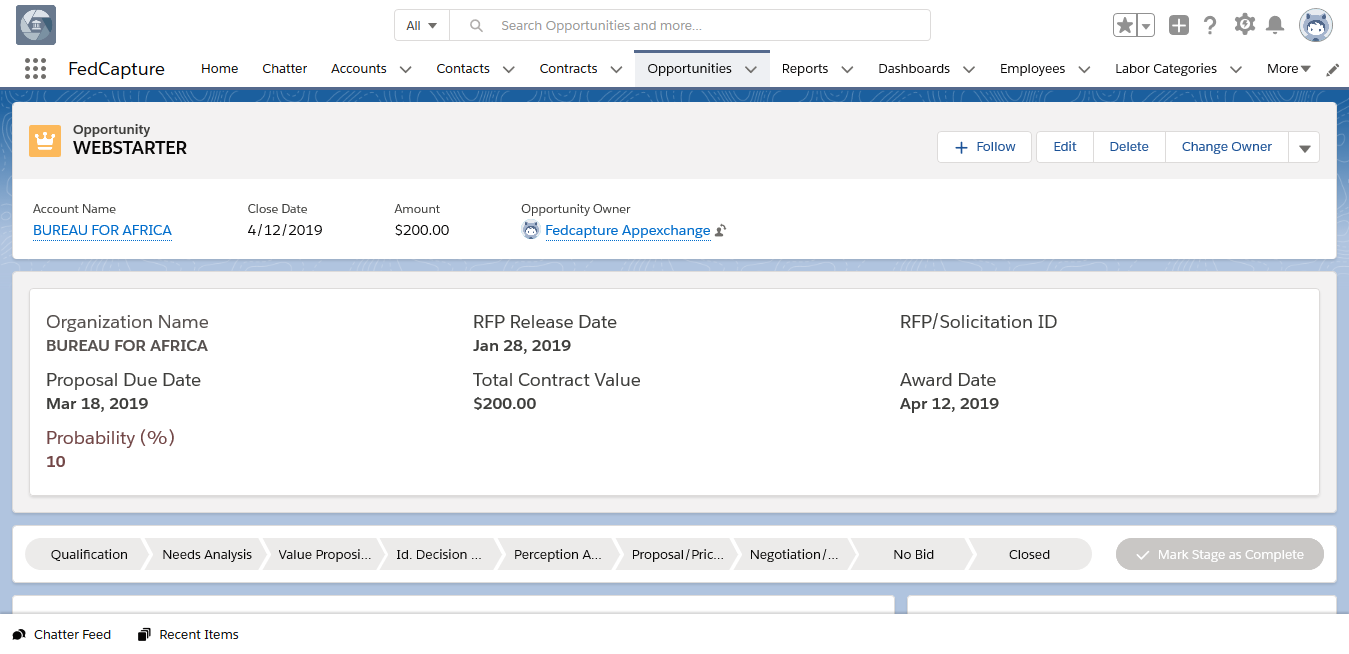 All
Search Opportunities and more...
FedCapture
Home
Chatter
Accounts
Contacts
Contracts
Opportunities
Reports
Dashboards
Employees
Labor Categories
More
Opportunity
WEBSTARTER
Follow
Edit
Delete
Change Owner
Account Name
Close Date
Amount
Opportunity Owner
BUREAU FOR AFRICA
4/12/2019
$200.00
Fedcapture Appexchange
Organization Name
BUREAU FOR AFRICA
RFP Release Date
Jan 28, 2019
RFP/Solicitation ID
Proposal Due Date
Mar 18, 2019
Total Contract Value
$200.00
Award Date
Apr 12, 2019
Probability (%)
10
Qualification
Needs Analysis
Value Proposi...
Id. Decision ...
Perception A...
Proposal/Pric...
Negotiation/...
No Bid
Closed
Mark Stage as Complete
Chatter Feed
Recent Items